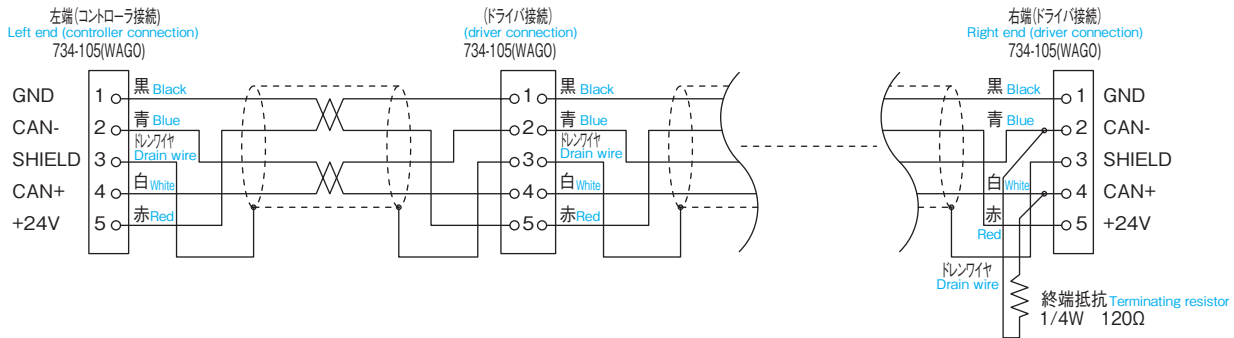 左端(コントローラ接続)
Left end (controller connection)
734-105(WAGO)
(ドライバ接続)
(driver connection)
734-105(WAGO)
右端(ドライバ接続)
Right end (driver connection)
734-105(WAGO)
GND 1 黒 Black
CAN- 2 青 Blue
ドレンワイヤ
SHIELD 3 Drain wire
CAN+ 4 白 White
+24V 5 赤 Red
1 黒 Black
2 青 Blue
ドレンワイヤ
3 Drain wire
4 白 White
5 赤 Red
黒 Black 1 GND
青 Blue 2 CAN-
3 SHIELD
白 White 4 CAN+
赤 5 +24V
Red
ドレンワイヤ
Drain wire
終端抵抗 Terminating resistor
1/4W 120Ω